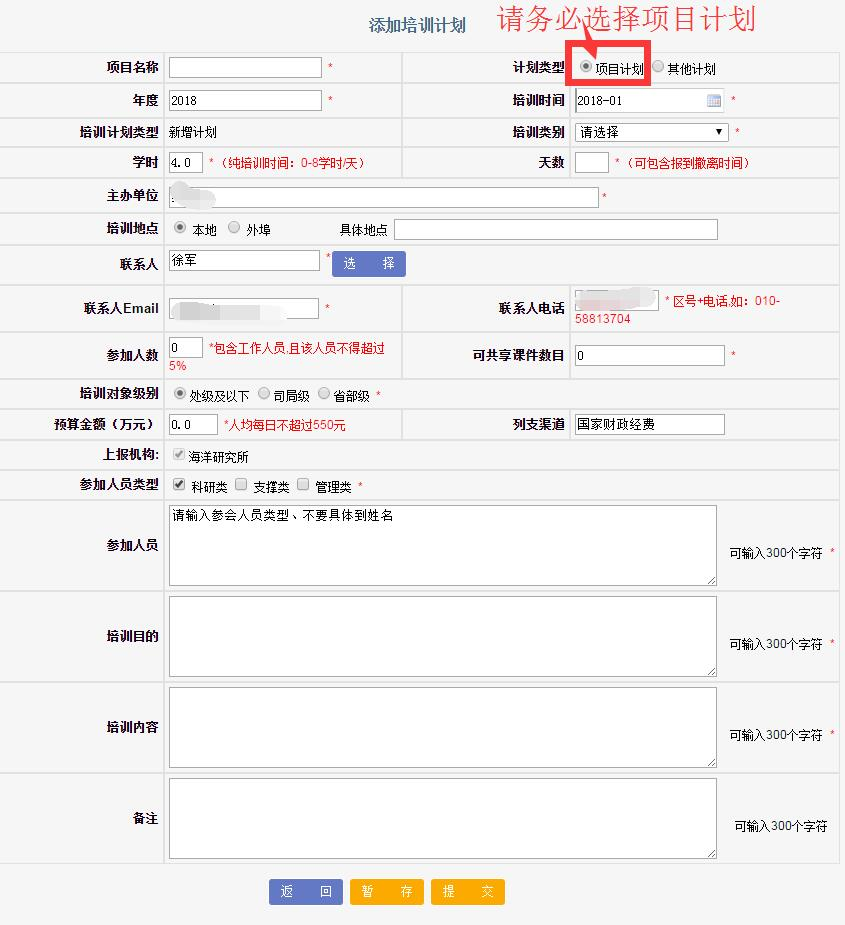 添加培训计划 请务必选择项目计划
项目名称 * 计划类型 项目计划 其他计划
年度 2018 * 培训时间 2018-01 *
培训计划类型 新增计划 培训类别 请选择 *
学时 4.0 *(纯培训时间：0-8学时/天) 天数 *(可包含报到撤离时间)
主办单位 *
培训地点 本地 外埠 具体地点
联系人 徐军 * 选 择
联系人Email * 联系人电话 * 区号+电话,如：010-
58813704
参加人数 0 *包含工作人员,且该人员不得超过 可共享课件数目 0 *
5%
培训对象级别 处级及以下 司局级 省部级 *
预算金额（万元） 0.0 *人均每日不超过550元 列支渠道 国家财政经费
上报机构: 海洋研究所
参加人员类型 科研类 支撑类 管理类 *
参加人员 请输入参会人员类型、不要具体到姓名 可输入300个字符 *
培训目的 可输入300个字符 *
培训内容 可输入300个字符 *
备注 可输入300个字符
返 回 暂 存 提 交